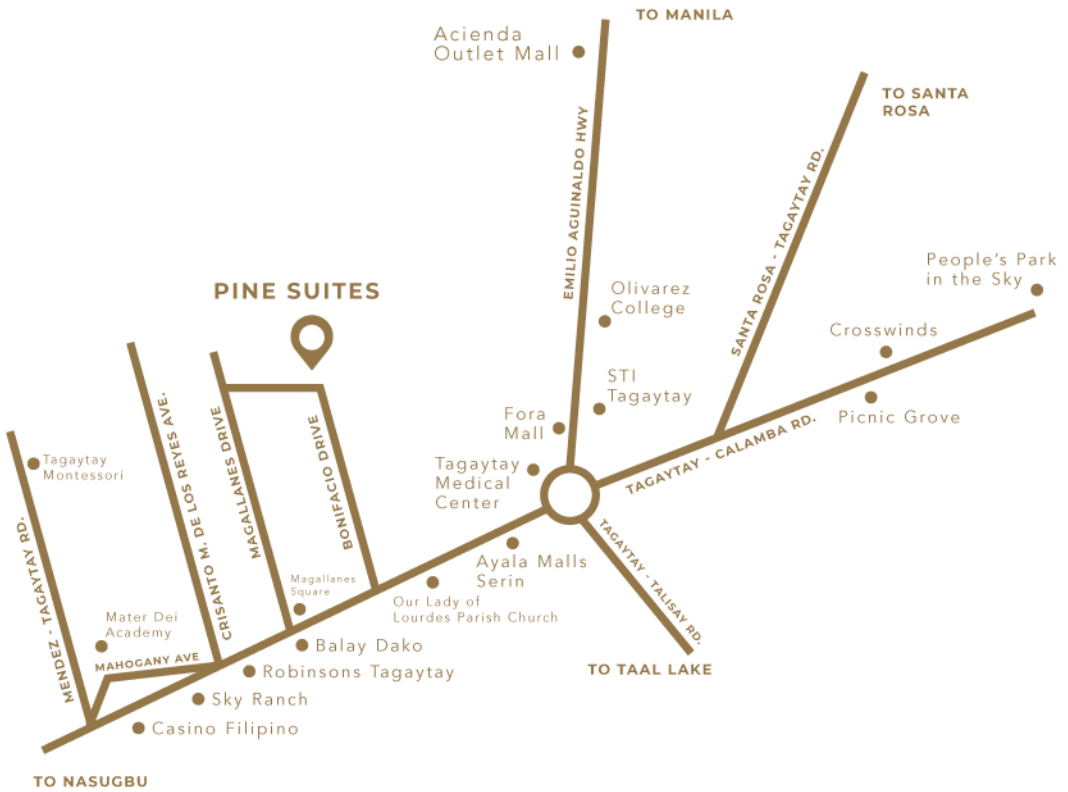 TO MANILA
Acienda
Outlet Mall
TO SANTA
ROSA
EMILIO AGUINALDO HWY
SANTA ROSA - TAGAYTAY RD.
People's Park
in the Sky
PINE SUITES
Olivarez
College
Crosswinds
STI
Tagaytay
Fora
Mall
Picnic Grove
TAGAYTAY - CALAMBA RD.
Tagaytay
Medical
Center
Tagaytay
Montessori
MENDEZ - TAGAYTAY RD.
CRISANTO M. DE LOS REYES AVE.
MAGALLANES DRIVE
BONIFACIO DRIVE
TAGAYTAY - TALISAY RD.
Ayala Malls
Serin
Magallanes
Square
Our Lady of
Lourdes Parish Church
Mater Dei
Academy
MAHOGANY AVE
Balay Dako
Robinsons Tagaytay
TO TAAL LAKE
Sky Ranch
Casino Filipino
TO NASUGBU